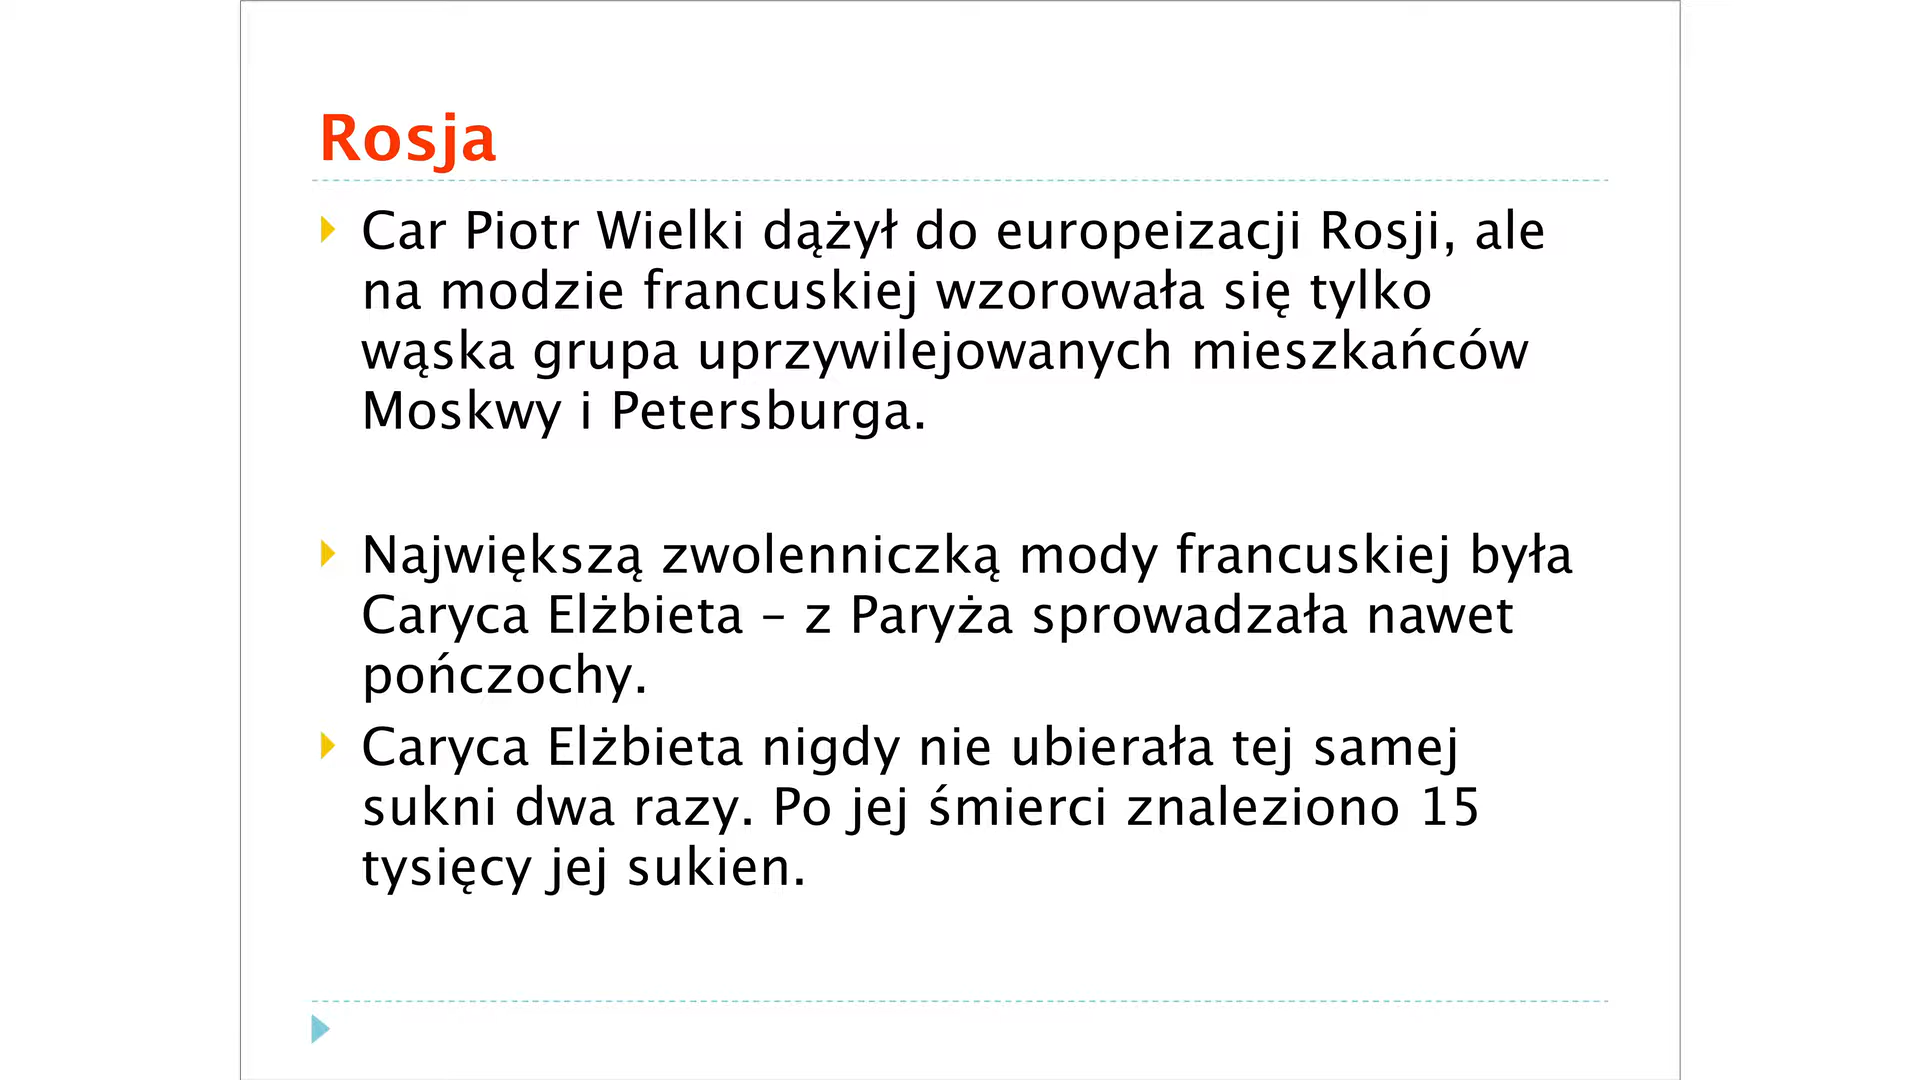 Rosja
Car Piotr Wielki dążył do europeizacji Rosji, ale
na modzie francuskiej wzorowała się tylko
wąska grupa uprzywilejowanych mieszkańców
Moskwy i Petersburga.
Największą zwolenniczką mody francuskiej była
Caryca Elżbieta – z Paryża sprowadzała nawet
pończochy.
Caryca Elżbieta nigdy nie ubierała tej samej
sukni dwa razy. Po jej śmierci znaleziono 15
tysięcy jej sukien.